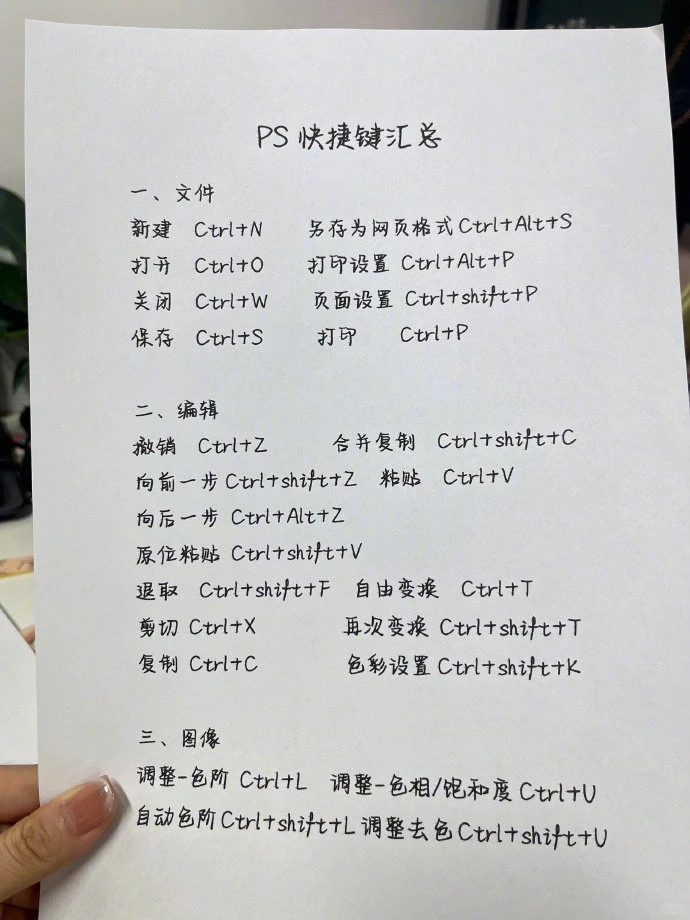 PS 快捷键汇总
一、文件
新建 Ctrl+N 另存为网页格式 Ctrl+Alt+S
打开 Ctrl+O 打印设置 Ctrl+Alt+P
关闭 Ctrl+W 页面设置 Ctrl+shift+P
保存 Ctrl+S 打印 Ctrl+P
二、编辑
撤销 Ctrl+Z 合并复制 Ctrl+shift+C
向前一步 Ctrl+shift+Z 粘贴 Ctrl+V
向后一步 Ctrl+Alt+Z
原位粘贴 Ctrl+shift+V
退取 Ctrl+shift+F 自由变换 Ctrl+T
剪切 Ctrl+X 再次变换 Ctrl+shift+T
复制 Ctrl+C 色彩设置 Ctrl+shift+K
三、图像
调整-色阶 Ctrl+L 调整-色相/饱和度 Ctrl+U
自动色阶 Ctrl+shift+L 调整去色 Ctrl+shift+U